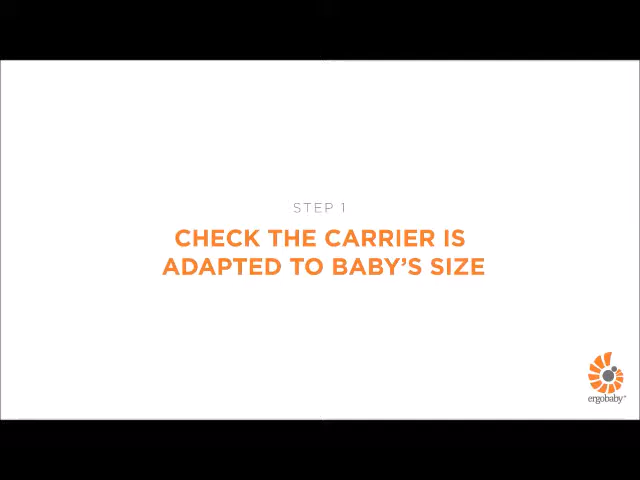 STEP 1
CHECK THE CARRIER IS
ADAPTED TO BABY'S SIZE
ergobaby